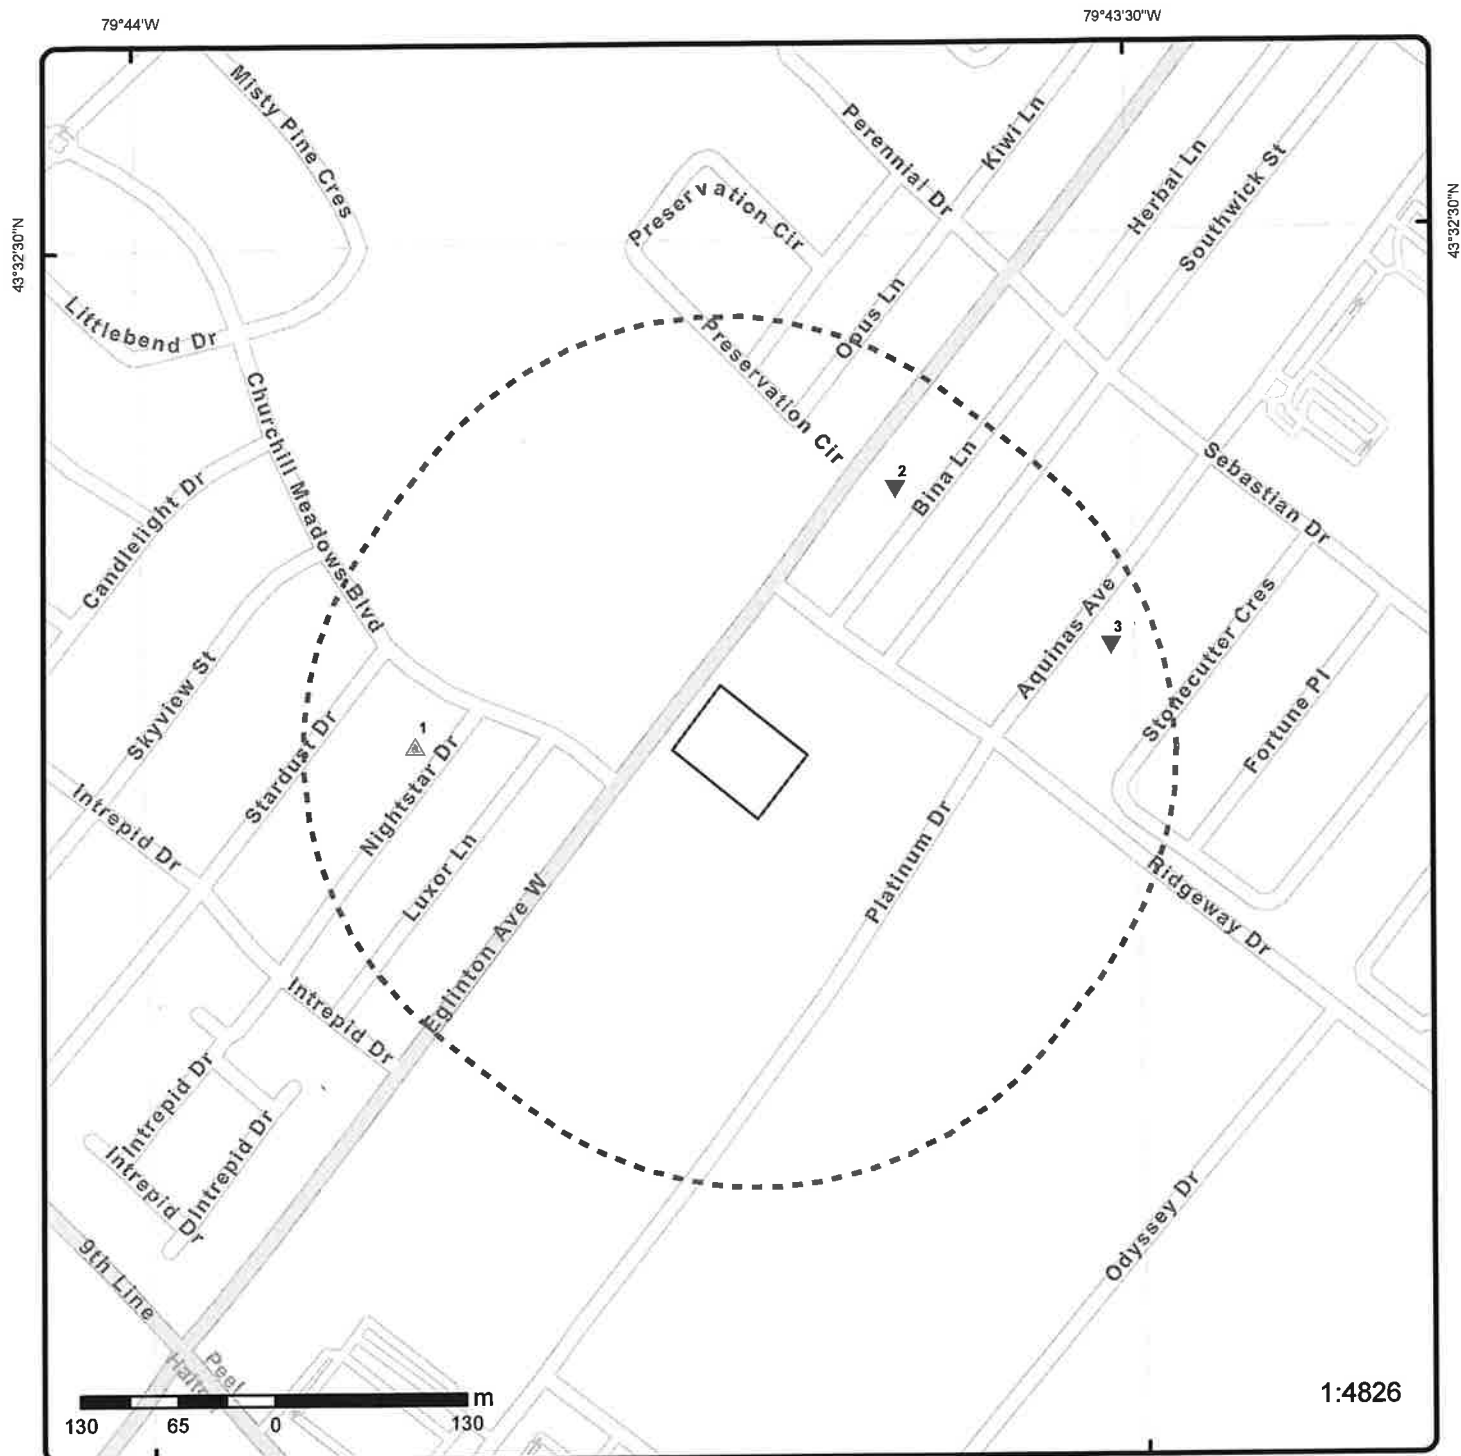 79°44'W
79°43'30"W
43°32'30"N
43°32'30"N
Misty Pine Cres
Perennial Dr
Kiwi Ln
Herbal Ln
Southwick St
Preservation Cir
Littlebend Dr
Opus Ln
Preservation Cir
Churchill Meadows Blvd
Candlelight Dr
2
Bina Ln
Sebastian Dr
Aquinas Ave
3
Stonecutter Cres
Skyview St
Stardust Dr
1
a
Nightstar Dr
Fortune Pl
Intrepid Dr
Luxor Ln
Platinum Dr
Ridgeway Dr
Eglinton Ave W
Intrepid Dr
Intrepid Dr
Intrepid Dr
Intrepid Dr
Odyssey Dr
9th Line
Peel
m
130 65 0 130
1:4826